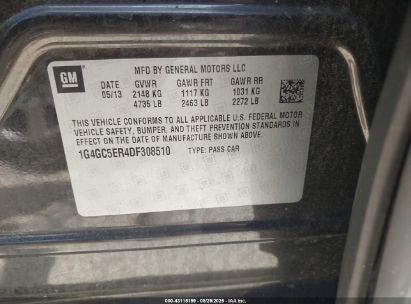 GM
MFD BY GENERAL MOTORS LLC
DATE GVWR GAWR FRT GAWR RR
05/13 2148 KG 1117 KG 1031 KG
4735 LB 2463 LB 2272 LB
THIS VEHICLE CONFORMS TO ALL APPLICABLE U.S. FEDERAL MOTOR
VEHICLE SAFETY, BUMPER, AND THEFT PREVENTION STANDARDS IN
EFFECT ON THE DATE OF MANUFACTURE SHOWN ABOVE.
1G4GC5ER4DF308510 TYPE: PASS CAR